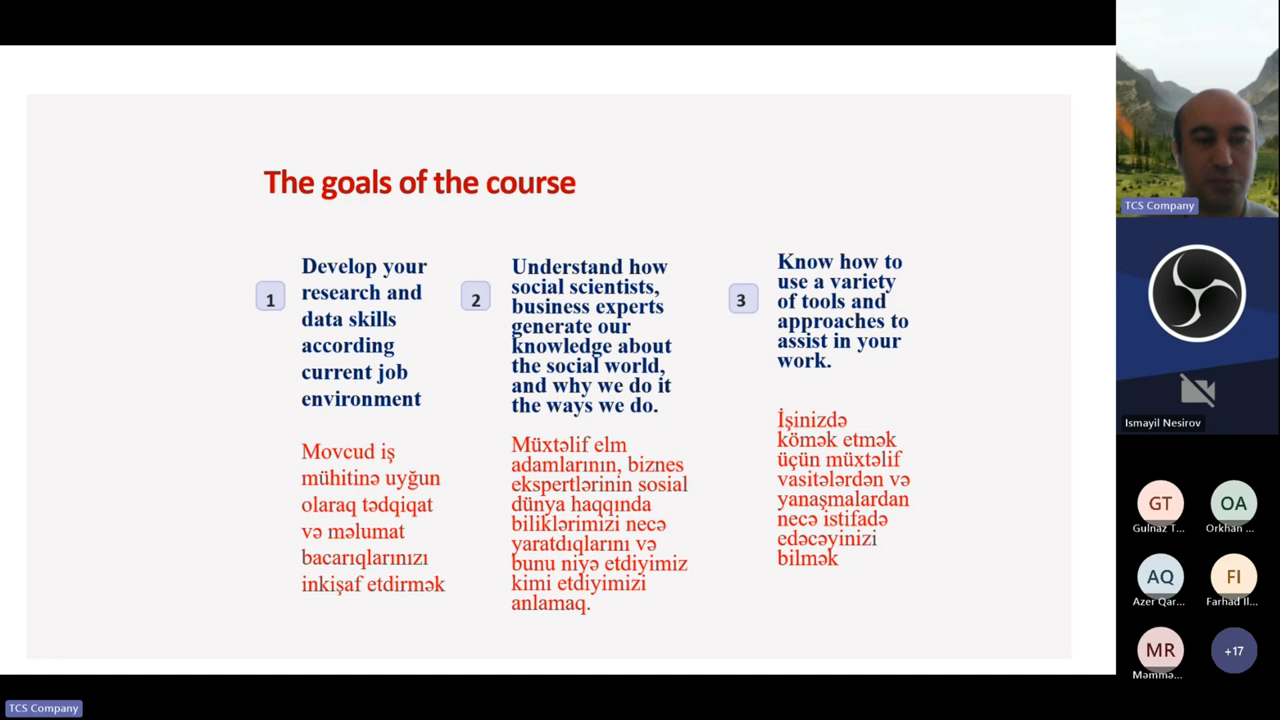 The goals of the course
1
Develop your
research and
data skills
according
current job
environment
Movcud iş
mühitinə uyğun
olaraq tədqiqat
və məlumat
bacarıqlarınızı
inkişaf etdirmək
2
Understand how
social scientists,
business experts
generate our
knowledge about
the social world,
and why we do it
the ways we do.
Müxtəlif elm
adamlarının, biznes
ekspertlərinin sosial
dünya haqqında
biliklərimizi necə
yaratdıqlarını və
bunu niyə etdiyimiz
kimi etdiyimizi
anlamaq.
3
Know how to
use a variety
of tools and
approaches to
assist in your
work.
İşinizdə
kömək etmək
üçün müxtəlif
vasitələrdən və
yanaşmalardan
necə istifadə
edəcəyinizi
bilmək
TCS Company
Ismayil Nesirov
GT
Gulnaz T...
OA
Orkhan ...
AQ
Azer Qar...
FI
Farhad Il...
MR
Məmmə...
+17
TCS Company